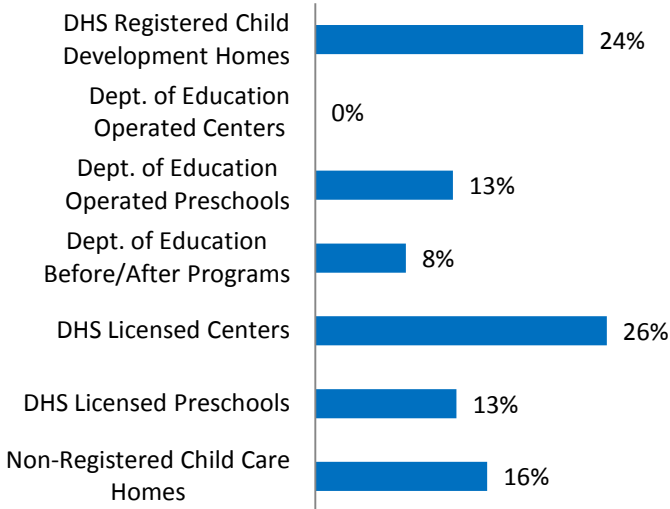 DHS Registered Child
Development Homes
24%
Dept. of Education
Operated Centers
0%
Dept. of Education
Operated Preschools
13%
Dept. of Education
Before/After Programs
8%
DHS Licensed Centers
26%
DHS Licensed Preschools
13%
Non-Registered Child Care
Homes
16%